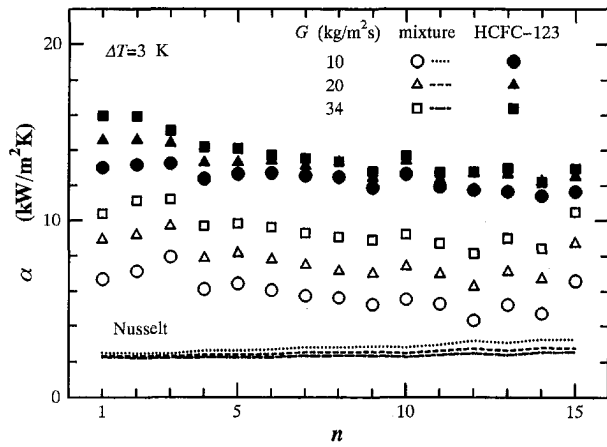 22
20
10
0
α (kW/m²K)
ΔT=3 K
G (kg/m²s) mixture HCFC-123
10
20
34
Nusselt
1 5 10 15
n